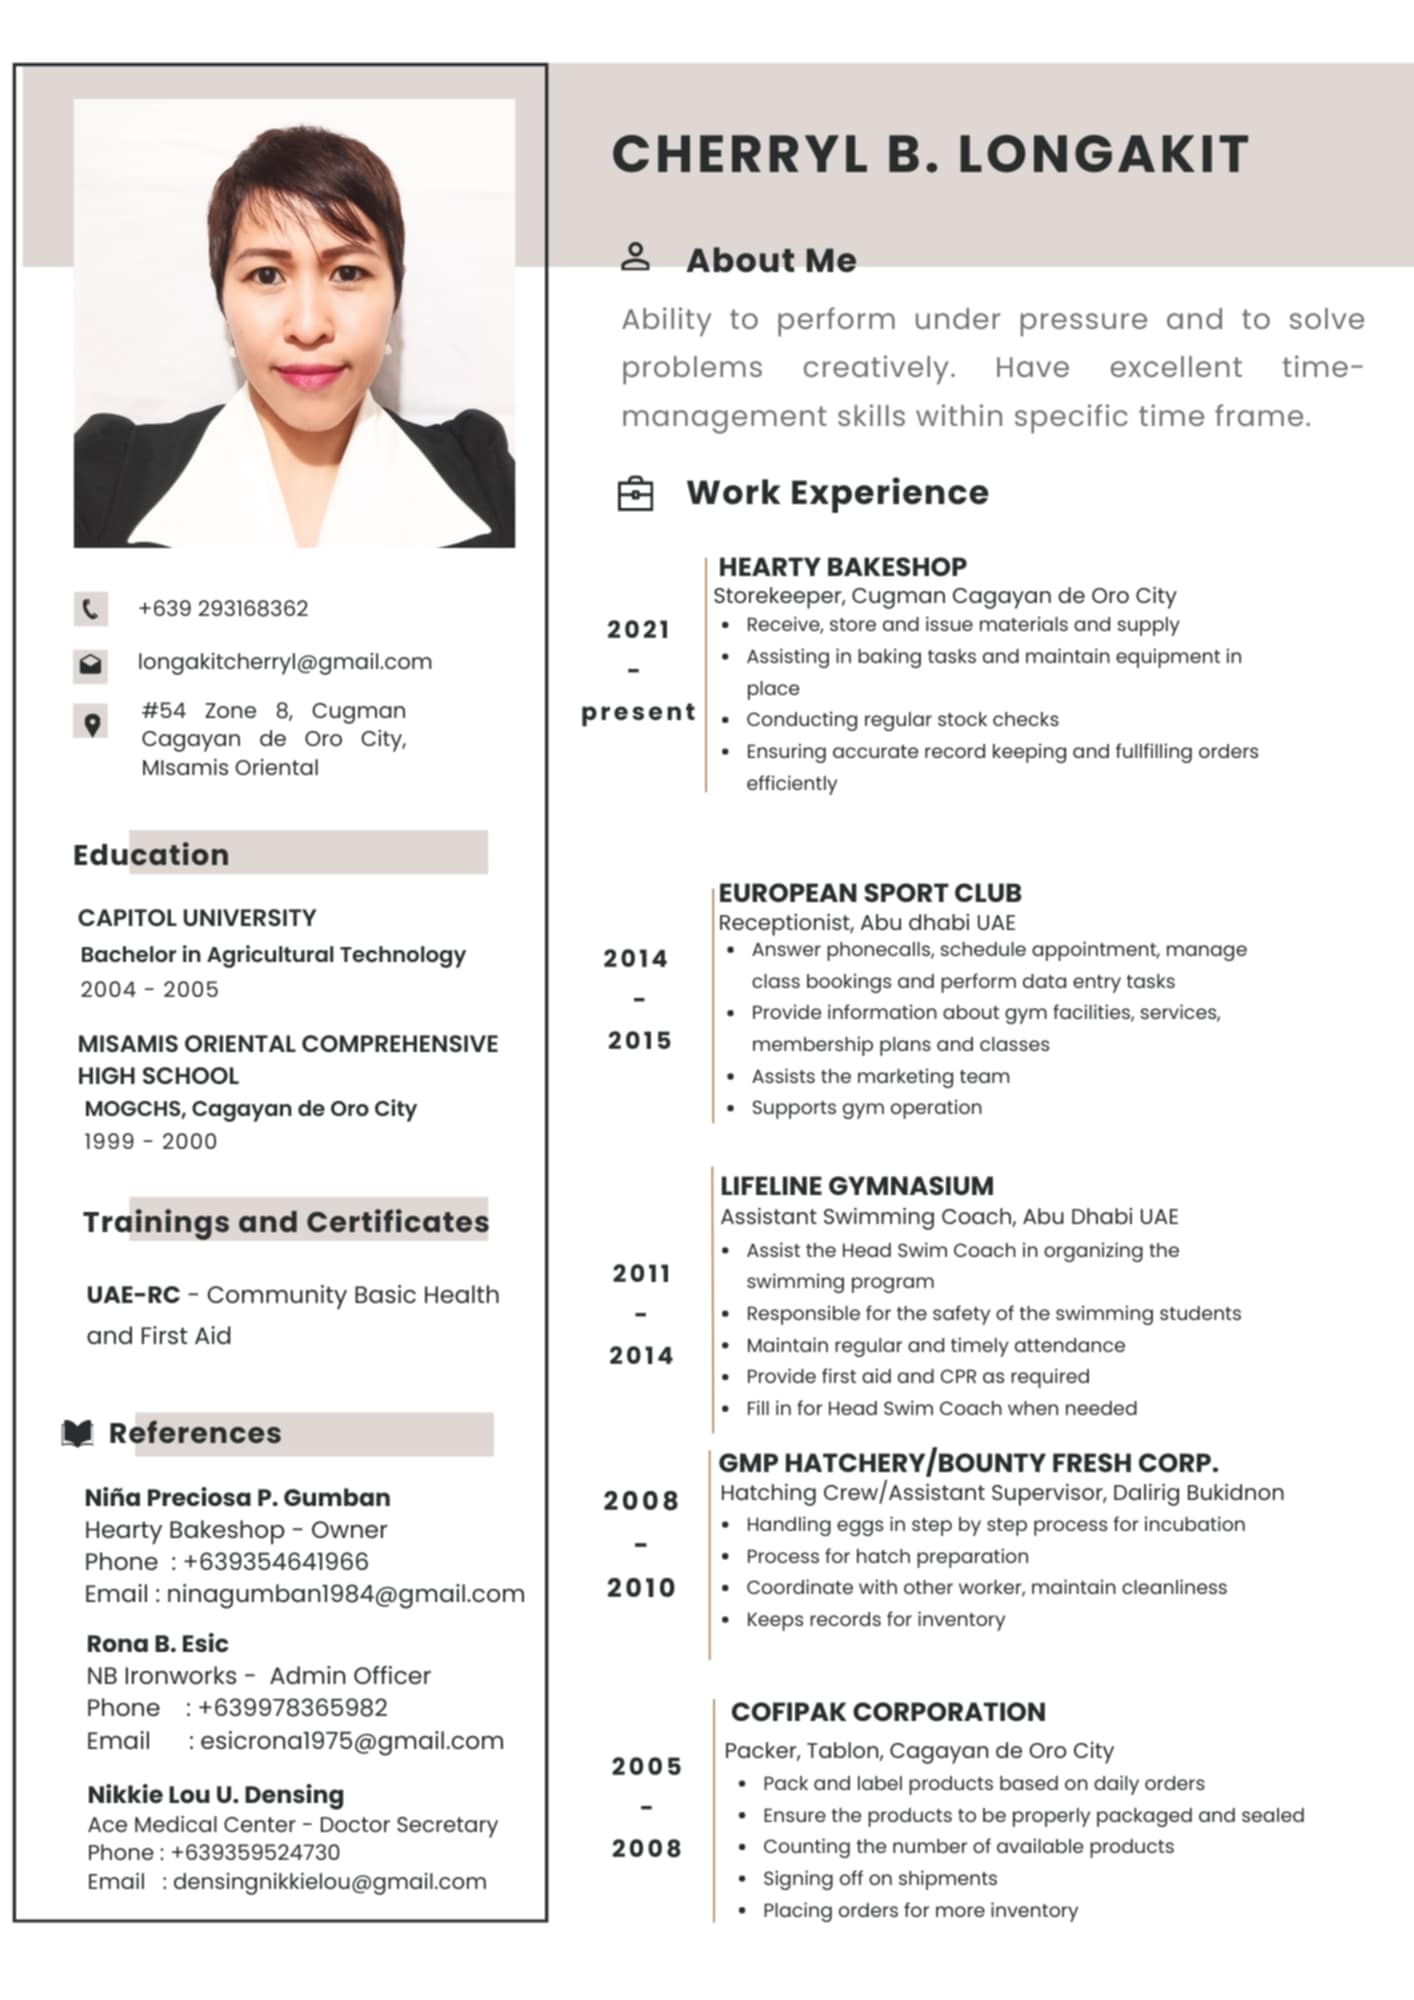 CHERRYL B. LONGAKIT
About Me
Ability to perform under pressure and to solve
problems creatively. Have excellent time-
management skills within specific time frame.
+639 293168362
longakitcherryl@gmail.com
#54 Zone 8, Cugman
Cagayan de Oro City,
MIsamis Oriental
Education
CAPITOL UNIVERSITY
Bachelor in Agricultural Technology
2004 - 2005
MISAMIS ORIENTAL COMPREHENSIVE
HIGH SCHOOL
MOGCHS, Cagayan de Oro City
1999 - 2000
Trainings and Certificates
UAE-RC - Community Basic Health
and First Aid
References
Niña Preciosa P. Gumban
Hearty Bakeshop - Owner
Phone : +639354641966
Email : ninagumban1984@gmail.com
Rona B. Esic
NB Ironworks - Admin Officer
Phone : +639978365982
Email : esicrona1975@gmail.com
Nikkie Lou U. Densing
Ace Medical Center - Doctor Secretary
Phone : +639359524730
Email : densingnikkielou@gmail.com
Work Experience
2021
-
present
HEARTY BAKESHOP
Storekeeper, Cugman Cagayan de Oro City
• Receive, store and issue materials and supply
• Assisting in baking tasks and maintain equipment in
place
• Conducting regular stock checks
• Ensuring accurate record keeping and fullfilling orders
efficiently
2014
-
2015
EUROPEAN SPORT CLUB
Receptionist, Abu dhabi UAE
• Answer phonecalls, schedule appointment, manage
class bookings and perform data entry tasks
• Provide information about gym facilities, services,
membership plans and classes
• Assists the marketing team
• Supports gym operation
2011
-
2014
LIFELINE GYMNASIUM
Assistant Swimming Coach, Abu Dhabi UAE
• Assist the Head Swim Coach in organizing the
swimming program
• Responsible for the safety of the swimming students
• Maintain regular and timely attendance
• Provide first aid and CPR as required
• Fill in for Head Swim Coach when needed
2008
-
2010
GMP HATCHERY/BOUNTY FRESH CORP.
Hatching Crew/Assistant Supervisor, Dalirig Bukidnon
• Handling eggs in step by step process for incubation
• Process for hatch preparation
• Coordinate with other worker, maintain cleanliness
• Keeps records for inventory
2005
-
2008
COFIPAK CORPORATION
Packer, Tablon, Cagayan de Oro City
• Pack and label products based on daily orders
• Ensure the products to be properly packaged and sealed
• Counting the number of available products
• Signing off on shipments
• Placing orders for more inventory